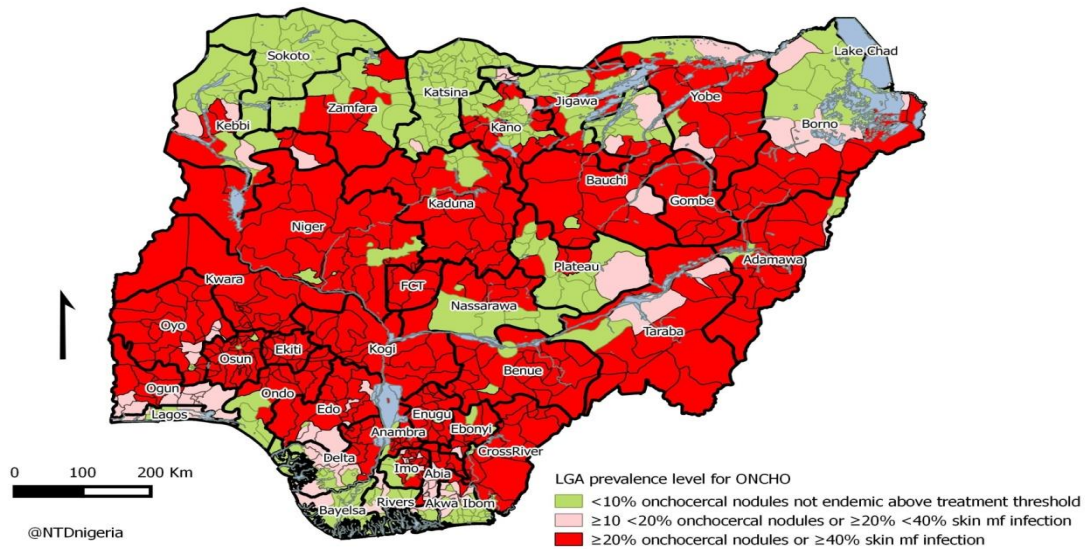 Sokoto
Lake Chad
Katsina
Zamfara
Jigawa
Yobe
Kebbi
Kano
Borno
Bauchi
Kaduna
Gombe
Niger
Plateau
Adamawa
Kwara
FCT
Nassarawa
Taraba
Oyo
Kogi
Ekiti
Osun
Benue
Ogun
Ondo
Edo
Enugu
Lagos
Anambra
Ebonyi
CrossRiver
Delta
Imo
Abia
Rivers
Akwa Ibom
Bayelsa
0 100 200 Km
@NTDnigeria
LGA prevalence level for ONCHO
<10% onchocercal nodules not endemic above treatment threshold
≥10 <20% onchocercal nodules or ≥20% <40% skin mf infection
≥20% onchocercal nodules or ≥40% skin mf infection